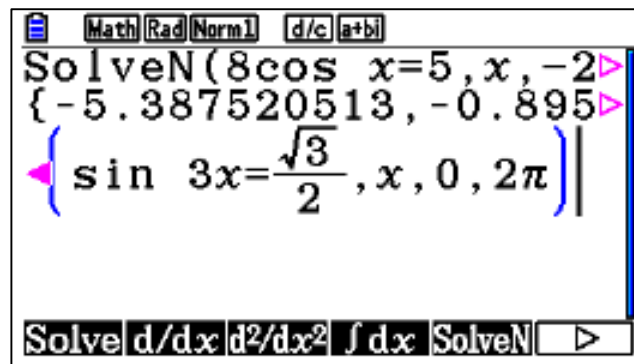 Math Rad Norm1 d/c a+bi
SolveN(8cos x=5,x,-2▷
{-5.387520513,-0.895▷
◀(sin 3x=√3/2,x,0,2π)
Solve d/dx d²/dx² ∫dx SolveN ▷